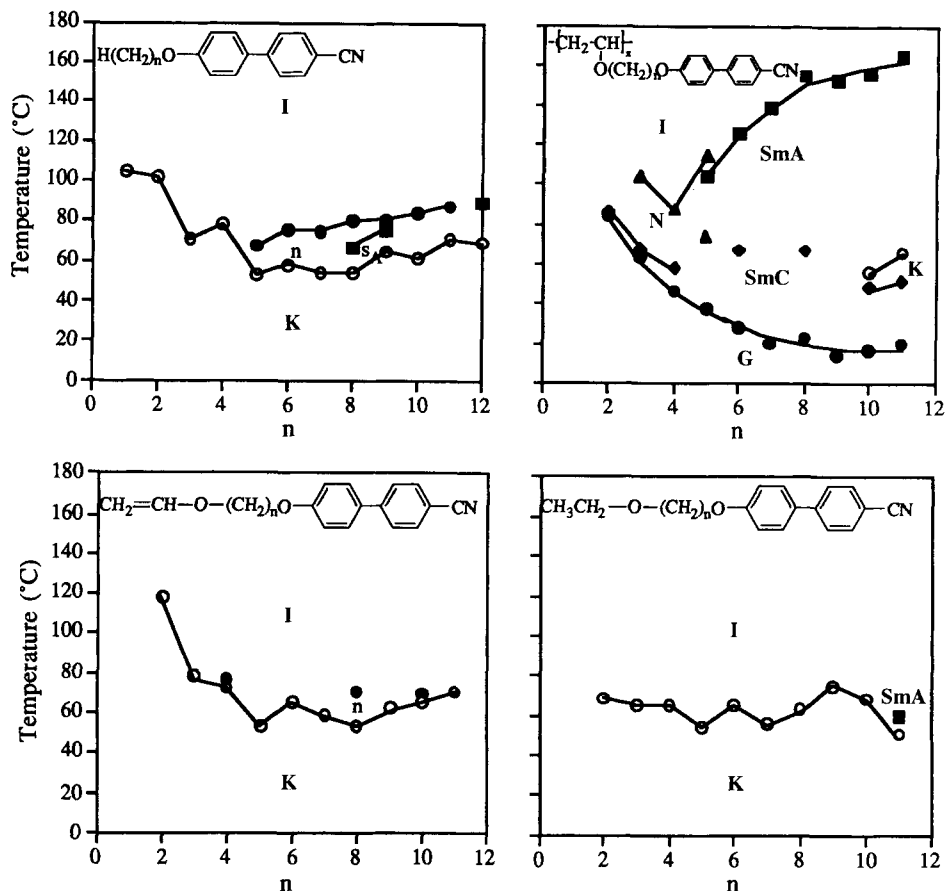 180
160
140
120
100
80
60
40
20
0
Temperature (°C)
H(CH2)nO
CN
I
n
SA
K
0 2 4 6 8 10 12
n
-[CH2-CH]x
O(CH2)nO
CN
I
SmA
N
SmC
K
G
0 2 4 6 8 10 12
n
180
160
140
120
100
80
60
40
20
0
Temperature (°C)
CH2=CH-O-(CH2)nO
CN
I
n
K
0 2 4 6 8 10 12
n
CH3CH2-O-(CH2)nO
CN
I
SmA
K
0 2 4 6 8 10 12
n